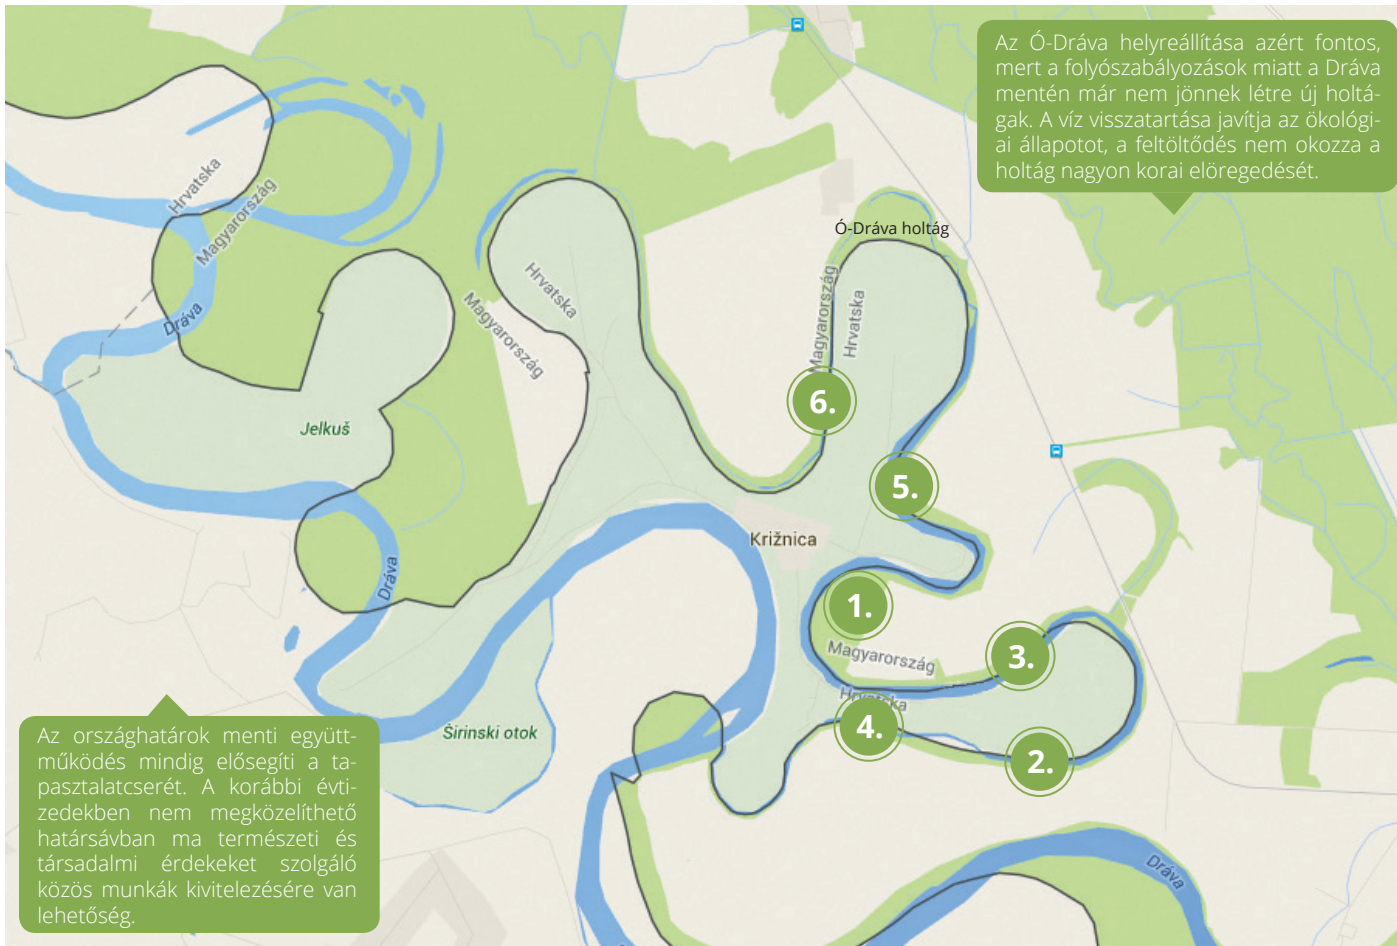 Az Ó-Dráva helyreállítása azért fontos,
mert a folyószabályozások miatt a Dráva
mentén már nem jönnek létre új holtá-
gak. A víz visszatartása javítja az ökológi-
ai állapotot, a feltöltődés nem okozza a
holtág nagyon korai elöregedését.
Hrvatska
Magyarország
Dráva
Hrvatska
Magyarország
Ó-Dráva holtág
Magyarország
Hrvatska
Jelkuš
6.
5.
Križnica
Dráva
1.
Magyarország
3.
Hrvatska
4.
2.
Širinski otok
Dráva
Az országhatárok menti együtt-
működés mindig elősegíti a ta-
pasztalatcserét. A korábbi évti-
zedekben nem megközelíthető
határsávban ma természeti és
társadalmi érdekeket szolgáló
közös munkák kivitelezésére van
lehetőség.